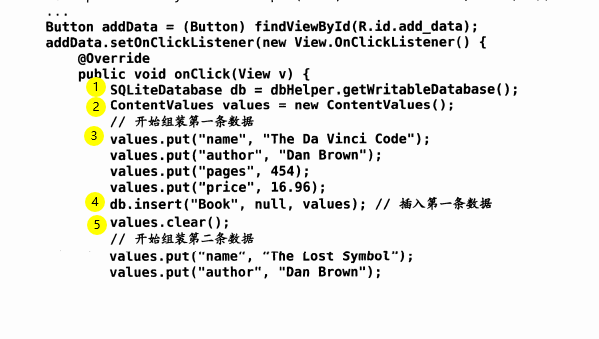 ...
Button addData = (Button) findViewById(R.id.add_data);
addData.setOnClickListener(new View.OnClickListener() {
@Override
public void onClick(View v) {
1 SQLiteDatabase db = dbHelper.getWritableDatabase();
2 ContentValues values = new ContentValues();
// 开始组装第一条数据
3 values.put("name", "The Da Vinci Code");
values.put("author", "Dan Brown");
values.put("pages", 454);
values.put("price", 16.96);
4 db.insert("Book", null, values); // 插入第一条数据
5 values.clear();
// 开始组装第二条数据
values.put("name", "The Lost Symbol");
values.put("author", "Dan Brown");